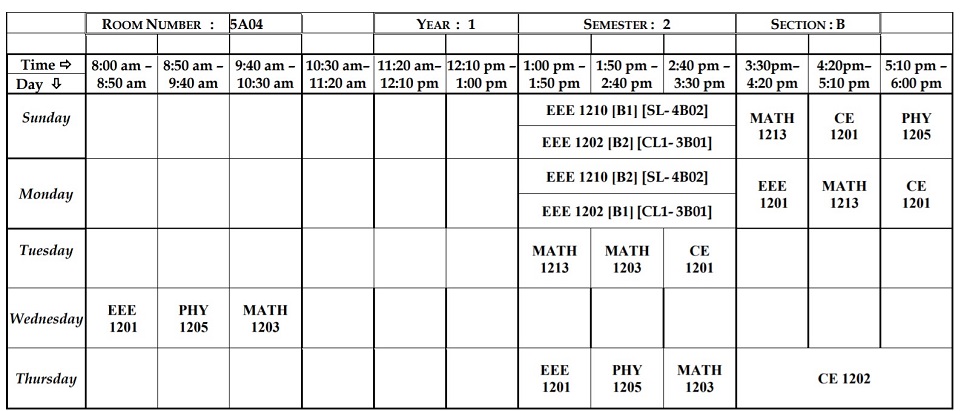 ROOM NUMBER : 5A04 YEAR : 1 SEMESTER : 2 SECTION : B
Time ⇨ 8:00 am – 8:50 am 8:50 am – 9:40 am 9:40 am – 10:30 am 10:30 am– 11:20 am 11:20 am– 12:10 pm 12:10 pm – 1:00 pm 1:00 pm – 1:50 pm 1:50 pm – 2:40 pm 2:40 pm – 3:30 pm 3:30pm– 4:20 pm 4:20pm– 5:10 pm 5:10 pm – 6:00 pm
Day ⇩
Sunday
EEE 1210 [B1] [SL- 4B02]
EEE 1202 [B2] [CL1- 3B01]
MATH 1213
CE 1201
PHY 1205
Monday
EEE 1210 [B2] [SL- 4B02]
EEE 1202 [B1] [CL1- 3B01]
EEE 1201
MATH 1213
CE 1201
Tuesday
MATH 1213
MATH 1203
CE 1201
Wednesday
EEE 1201
PHY 1205
MATH 1203
Thursday
EEE 1201
PHY 1205
MATH 1203
CE 1202